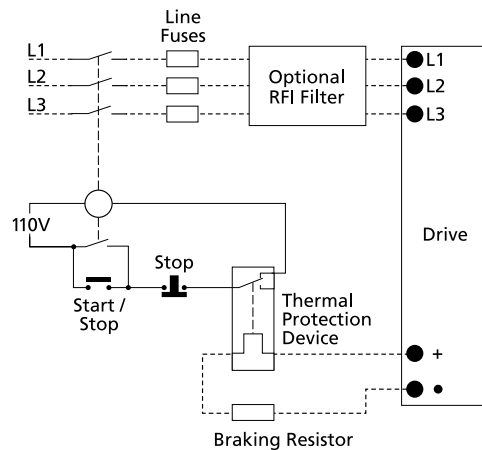 Line
Fuses
L1
L2
L3
Optional
RFI Filter
L1
L2
L3
110V
Drive
Stop
Start /
Stop
Thermal
Protection
Device
+
Braking Resistor